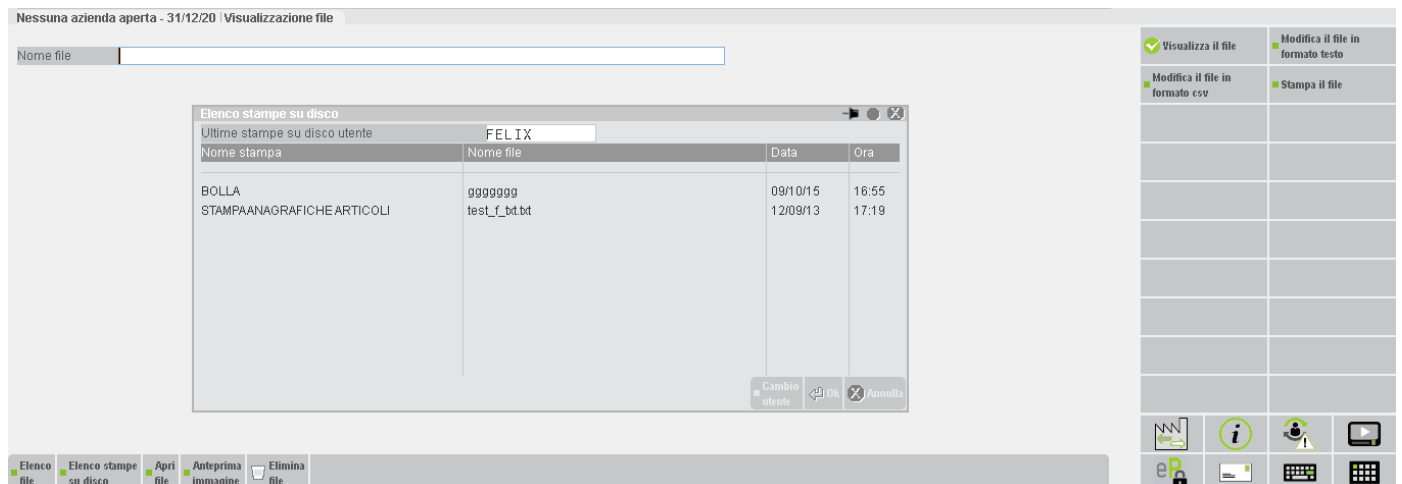 Nessuna azienda aperta - 31/12/20 Visualizzazione file
Nome file
Visualizza il file
Modifica il file in
formato testo
Modifica il file in
formato csv
Stampa il file
Elenco stampe su disco
Ultime stampe su disco utente FELIX
Nome stampa Nome file Data Ora
BOLLA ggggggg 09/10/15 16:55
STAMPAANAGRAFICHE ARTICOLI test_f_txt.txt 12/09/13 17:19
Cambio
utente
Ok
Annulla
Elenco
file
Elenco stampe
su disco
Apri
file
Anteprima
immagine
Elimina
file